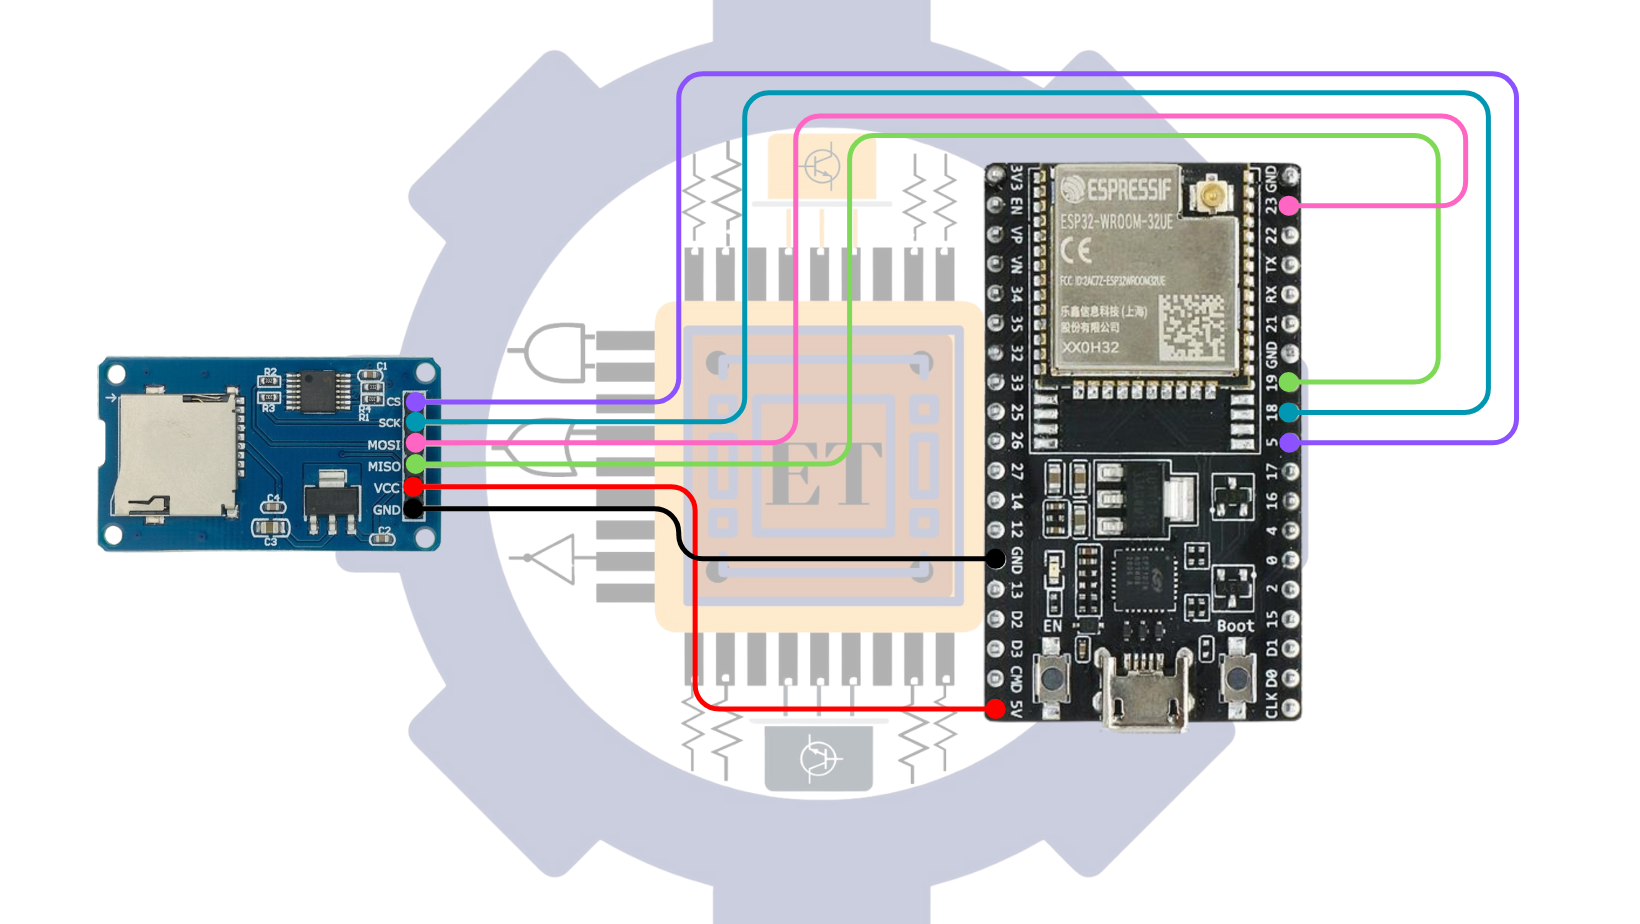 R2
C1
R3
R4
R1
CS
SCK
MOSI
MISO
VCC
GND
C4
C3
C2
ET
3V3
EN
VP
VN
34
35
32
33
25
26
27
14
12
GND
13
D2
D3
CMD
5V
ESPRESSIF
ESP32-WROOM-32UE
CE
FCC ID:2AC7Z-ESP32WROOM32UE
乐鑫信息科技 (上海)
股份有限公司
XX0H32
EN
Boot
GND
23
22
TX
RX
21
GND
19
18
5
17
16
4
0
2
15
D1
D0
CLK